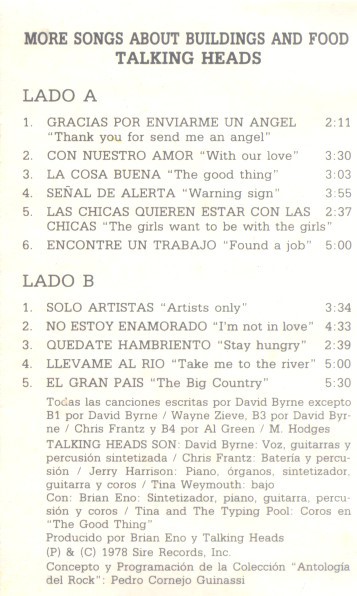 MORE SONGS ABOUT BUILDINGS AND FOOD
TALKING HEADS
LADO A
1. GRACIAS POR ENVIARME UN ANGEL 2:11
“Thank you for send me an angel”
2. CON NUESTRO AMOR “With our love” 3:30
3. LA COSA BUENA “The good thing” 3:03
4. SEÑAL DE ALERTA “Warning sign” 3:55
5. LAS CHICAS QUIEREN ESTAR CON LAS 2:37
CHICAS “The girls want to be with the girls”
6. ENCONTRE UN TRABAJO “Found a job” 5:00
LADO B
1. SOLO ARTISTAS “Artists only” 3:34
2. NO ESTOY ENAMORADO “I'm not in love” 4:33
3. QUEDATE HAMBRIENTO “Stay hungry” 2:39
4. LLEVAME AL RIO “Take me to the river” 5:00
5. EL GRAN PAIS “The Big Country” 5:30
Todas las canciones escritas por David Byrne excepto
B1 por David Byrne / Wayne Zieve, B3 por David Byr-
ne / Chris Frantz y B4 por Al Green / M. Hodges
TALKING HEADS SON: David Byrne: Voz, guitarras y
percusión sintetizada / Chris Frantz: Batería y percu-
sión / Jerry Harrison: Piano, órganos, sintetizador,
guitarra y coros / Tina Weymouth: bajo
Con: Brian Eno: Sintetizador, piano, guitarra, percu-
sión y coros / Tina and The Typing Pool: Coros en
“The Good Thing”
Producido por Brian Eno y Talking Heads
(P) & (C) 1978 Sire Records, Inc.
Concepto y Programación de la Colección “Antología
del Rock”: Pedro Cornejo Guinassi